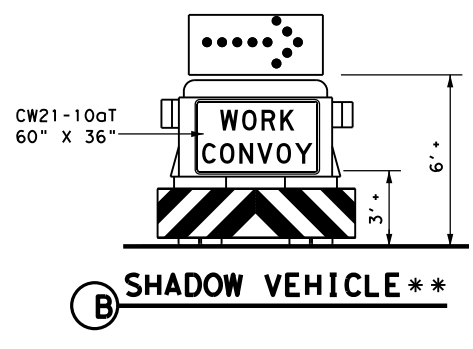 WORK
CONVOY
CW21-10aT
60" X 36"
6' +
3' +
B SHADOW VEHICLE**